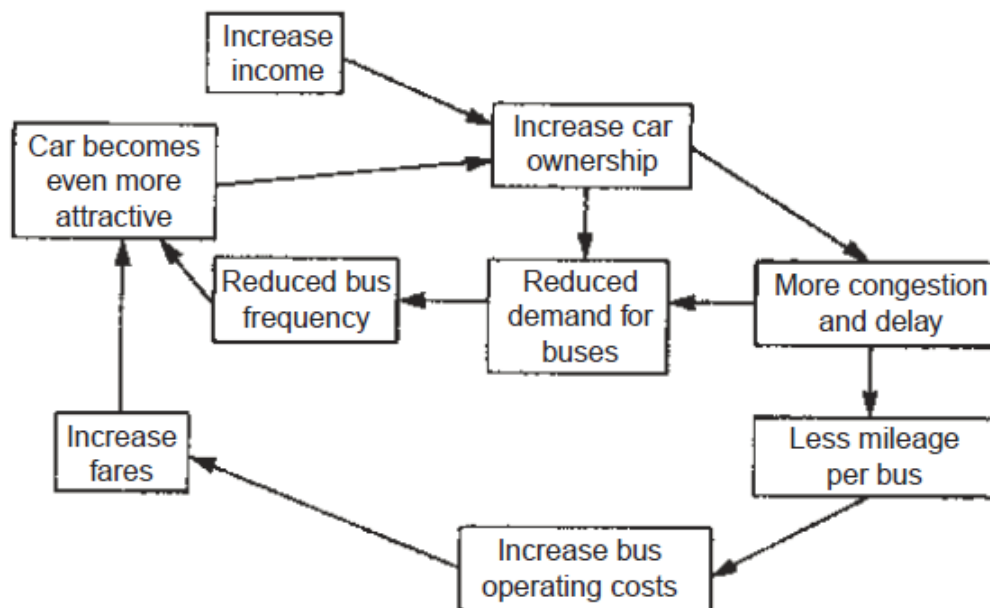 Increase
income
Increase car
ownership
Car becomes
even more
attractive
Reduced bus
frequency
Reduced
demand for
buses
More congestion
and delay
Increase
fares
Less mileage
per bus
Increase bus
operating costs